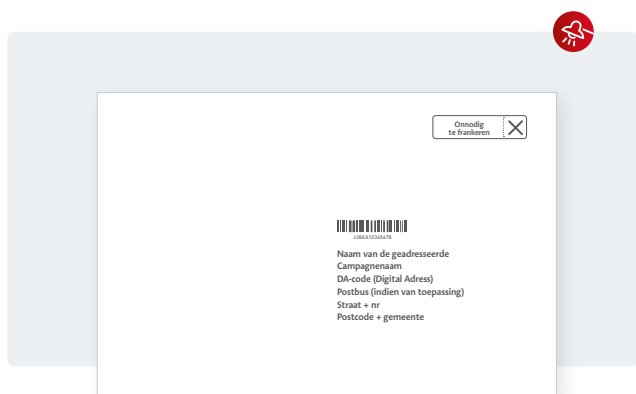 Onnodig
te frankeren
JJBEA12345678
Naam van de geadresseerde
Campagnenaam
DA-code (Digital Adress)
Postbus (indien van toepassing)
Straat + nr
Postcode + gemeente